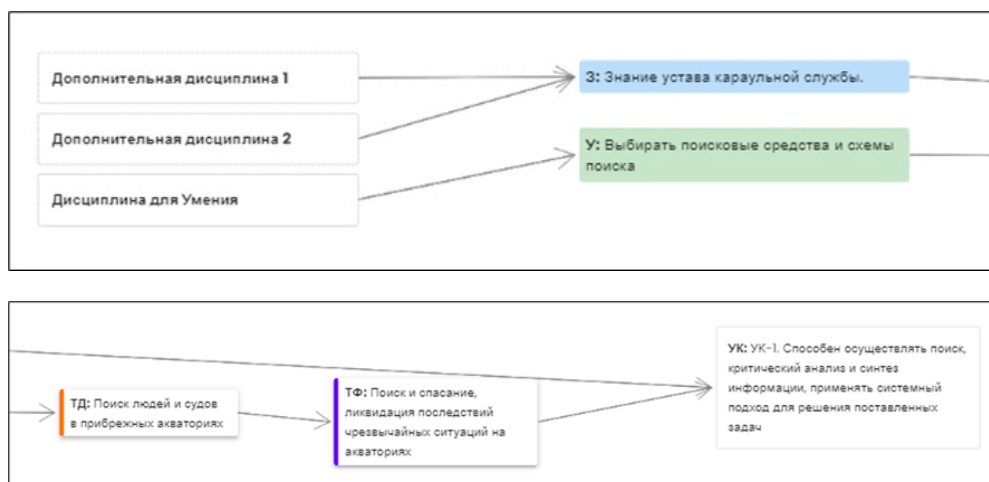 Дополнительная дисциплина 1
З: Знание устава караульной службы.
Дополнительная дисциплина 2
У: Выбирать поисковые средства и схемы
поиска
Дисциплина для Умения
УК: УК-1. Способен осуществлять поиск,
критический анализ и синтез
информации, применять системный
подход для решения поставленных
задач
ТД: Поиск людей и судов
в прибрежных акваториях
ТФ: Поиск и спасание,
ликвидация последствий
чрезвычайных ситуаций на
акваториях